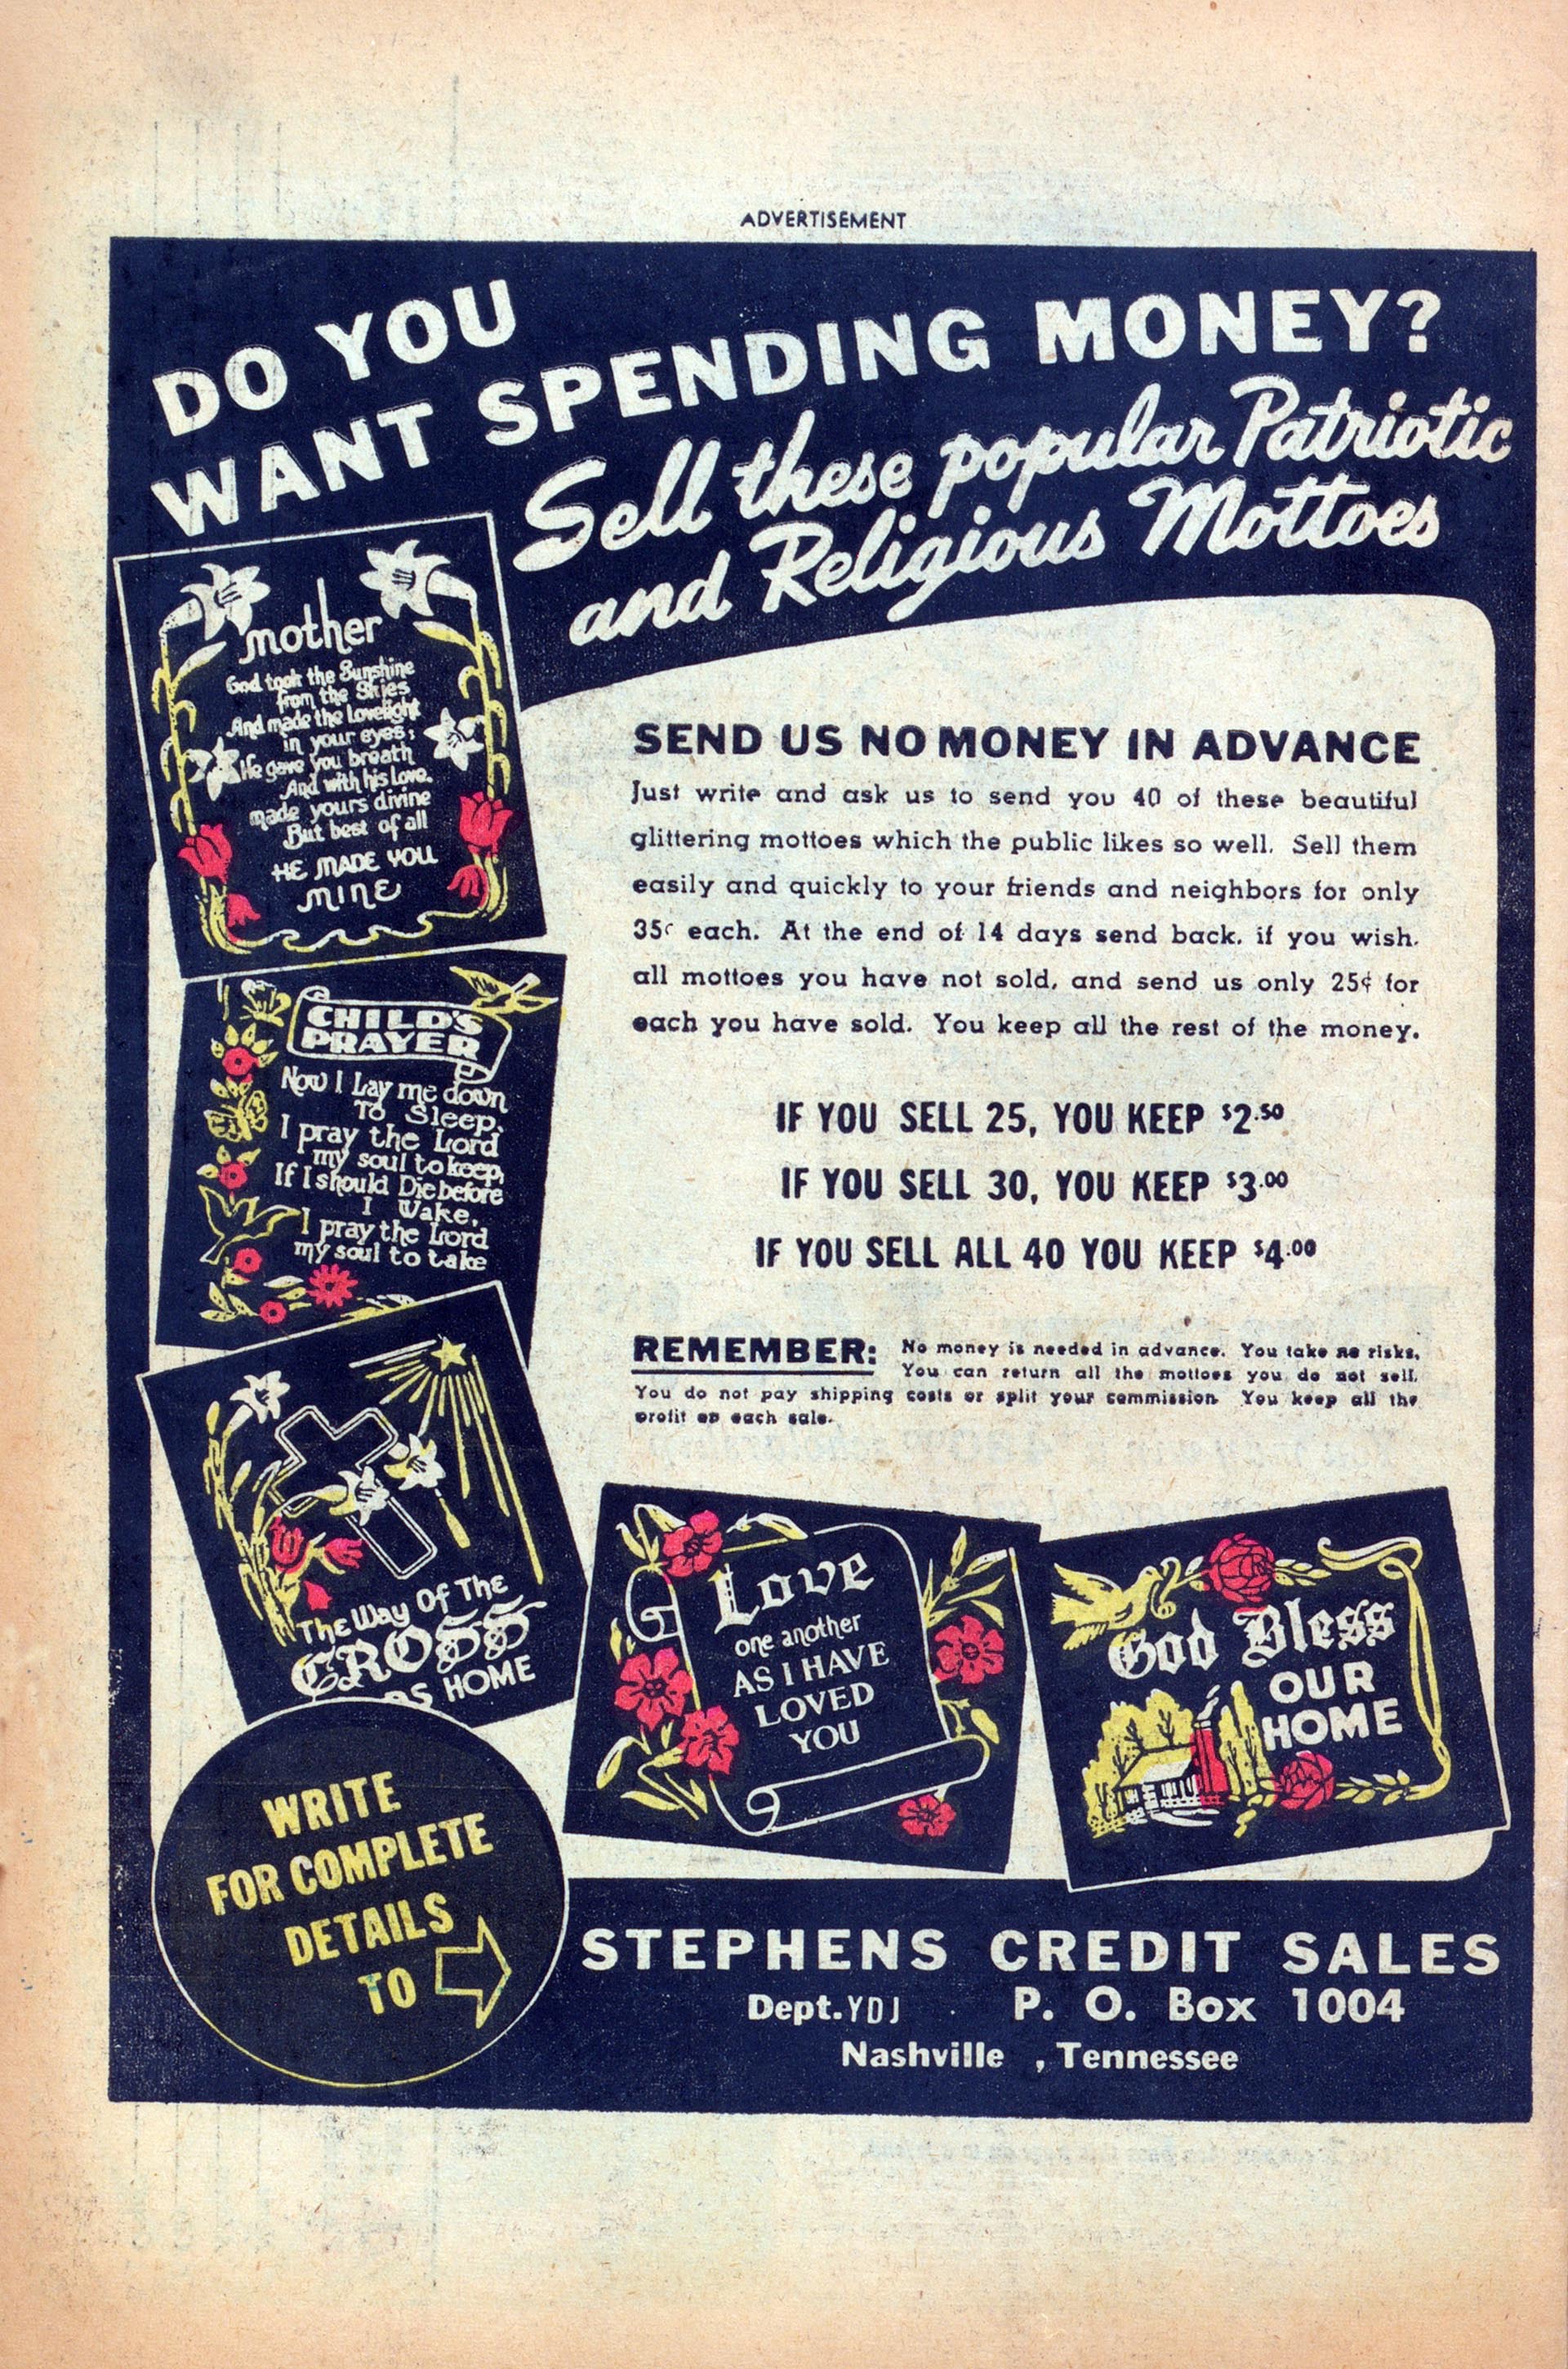 ADVERTISEMENT
DO YOU
WANT SPENDING MONEY?
Sell these popular Patriotic
and Religious Mottoes
mother
God took the Sunshine
from the Skies
And made the Lovelight
in your eyes;
He gave you breath
And with his Love.
made yours divine
But best of all
HE MADE YOU
MINE
CHILD'S
PRAYER
Now I Lay me down
To Sleep.
I pray the Lord
my soul to keep,
If I should Die before
I Wake,
I pray the Lord
my soul to take
The Way Of The
CROSS
HOME
SEND US NO MONEY IN ADVANCE
Just write and ask us to send you 40 of these beautiful
glittering mottoes which the public likes so well. Sell them
easily and quickly to your friends and neighbors for only
35¢ each. At the end of 14 days send back, if you wish,
all mottoes you have not sold, and send us only 25¢ for
each you have sold. You keep all the rest of the money.
IF YOU SELL 25, YOU KEEP $2.50
IF YOU SELL 30, YOU KEEP $3.00
IF YOU SELL ALL 40 YOU KEEP $4.00
REMEMBER: No money is needed in advance. You take no risks.
You can return all the mottoes you do not sell.
You do not pay shipping costs or split your commission. You keep all the
profit on each sale.
Love
one another
AS I HAVE
LOVED
YOU
God Bless
OUR
HOME
WRITE
FOR COMPLETE
DETAILS
TO
STEPHENS CREDIT SALES
Dept. YDJ P. O. Box 1004
Nashville , Tennessee